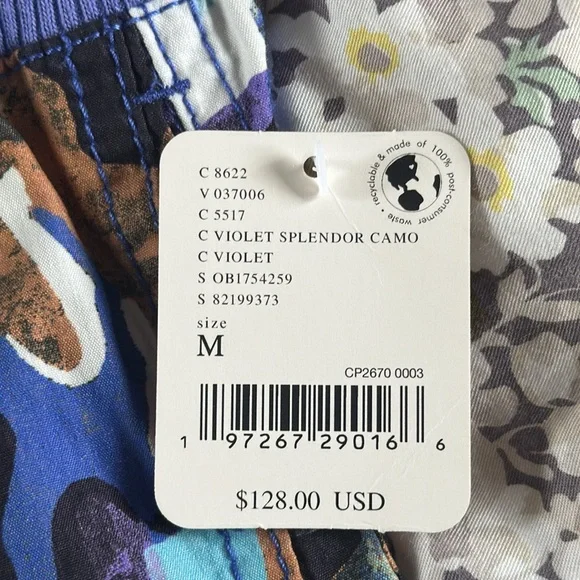 recyclable & made of 100% post-consumer waste •
C 8622
V 037006
C 5517
C VIOLET SPLENDOR CAMO
C VIOLET
S OB1754259
S 82199373
size
M
CP2670 0003
1 97267 29016 6
$128.00 USD